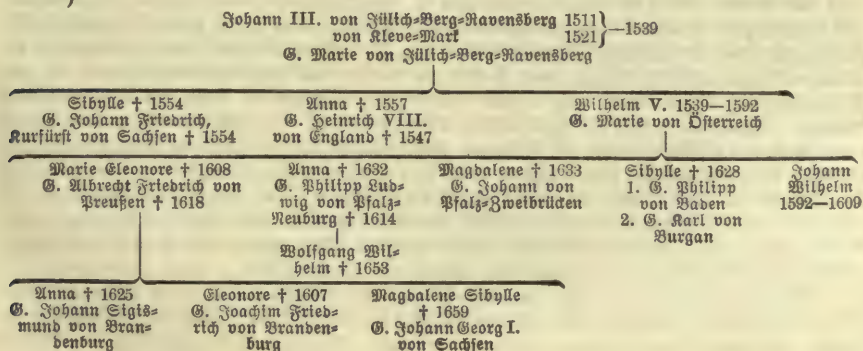 Johann III. von Jülich-Berg-Ravensberg 1511
von Kleve-Mark 1521
—1539
G. Marie von Jülich-Berg-Ravensberg
Sibylle † 1554
G. Johann Friedrich,
Kurfürst von Sachsen † 1554
Anna † 1557
G. Heinrich VIII.
von England † 1547
Wilhelm V. 1539—1592
G. Marie von Österreich
Marie Eleonore † 1608
G. Albrecht Friedrich von
Preußen † 1618
Anna † 1632
G. Philipp Lud-
wig von Pfalz-
Neuburg † 1614
Wolfgang Wil-
helm † 1653
Magdalene † 1633
G. Johann von
Pfalz-Zweibrücken
Sibylle † 1628
1. G. Philipp
von Baden
2. G. Karl von
Burgan
Johann
Wilhelm
1592—1609
Anna † 1625
G. Johann Sigis-
mund von Bran-
denburg
Eleonore † 1607
G. Joachim Fried-
rich von Branden-
burg
Magdalene Sibylle
† 1659
G. Johann Georg I.
von Sachsen